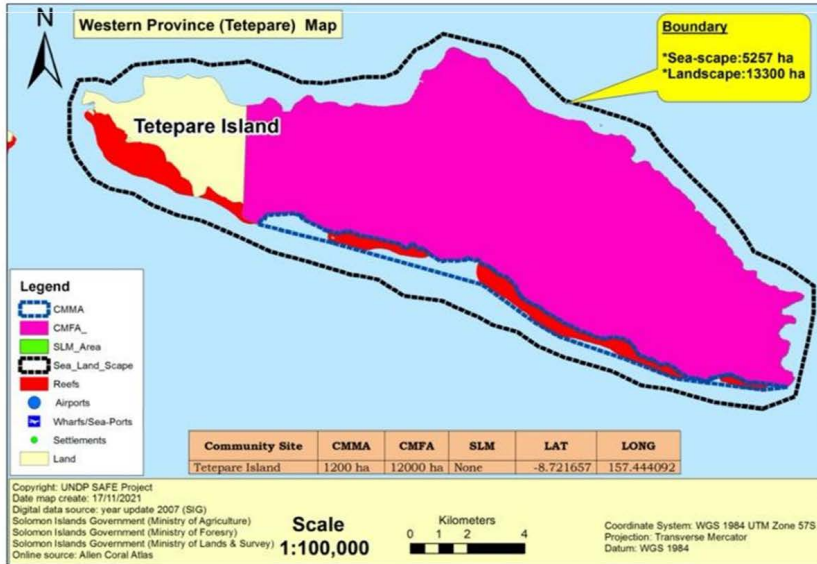 N
Western Province (Tetepare) Map
Boundary
*Sea-scape:5257 ha
*Landscape:13300 ha
Tetepare Island
Legend
CMMA
CMFA_
SLM_Area
Sea_Land_Scape
Reefs
Airports
Wharfs/Sea-Ports
Settlements
Land
Community Site CMMA CMFA SLM LAT LONG
Tetepare Island 1200 ha 12000 ha None -8.721657 157.444092
Copyright: UNDP SAFE Project
Date map create: 17/11/2021
Digital data source: year update 2007 (SIG)
Solomon Islands Government (Ministry of Agriculture)
Solomon Islands Government (Ministry of Foresry)
Solomon Islands Government (Ministry of Lands & Survey)
Online source: Allen Coral Atlas
Scale
1:100,000
Kilometers
0 1 2 4
Coordinate System: WGS 1984 UTM Zone 57S
Projection: Transverse Mercator
Datum: WGS 1984